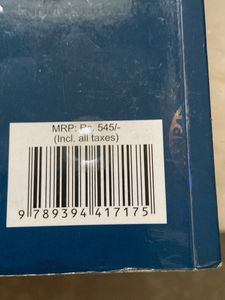 MRP: Rs. 545/-
(Incl. all taxes)
9 789394 417175